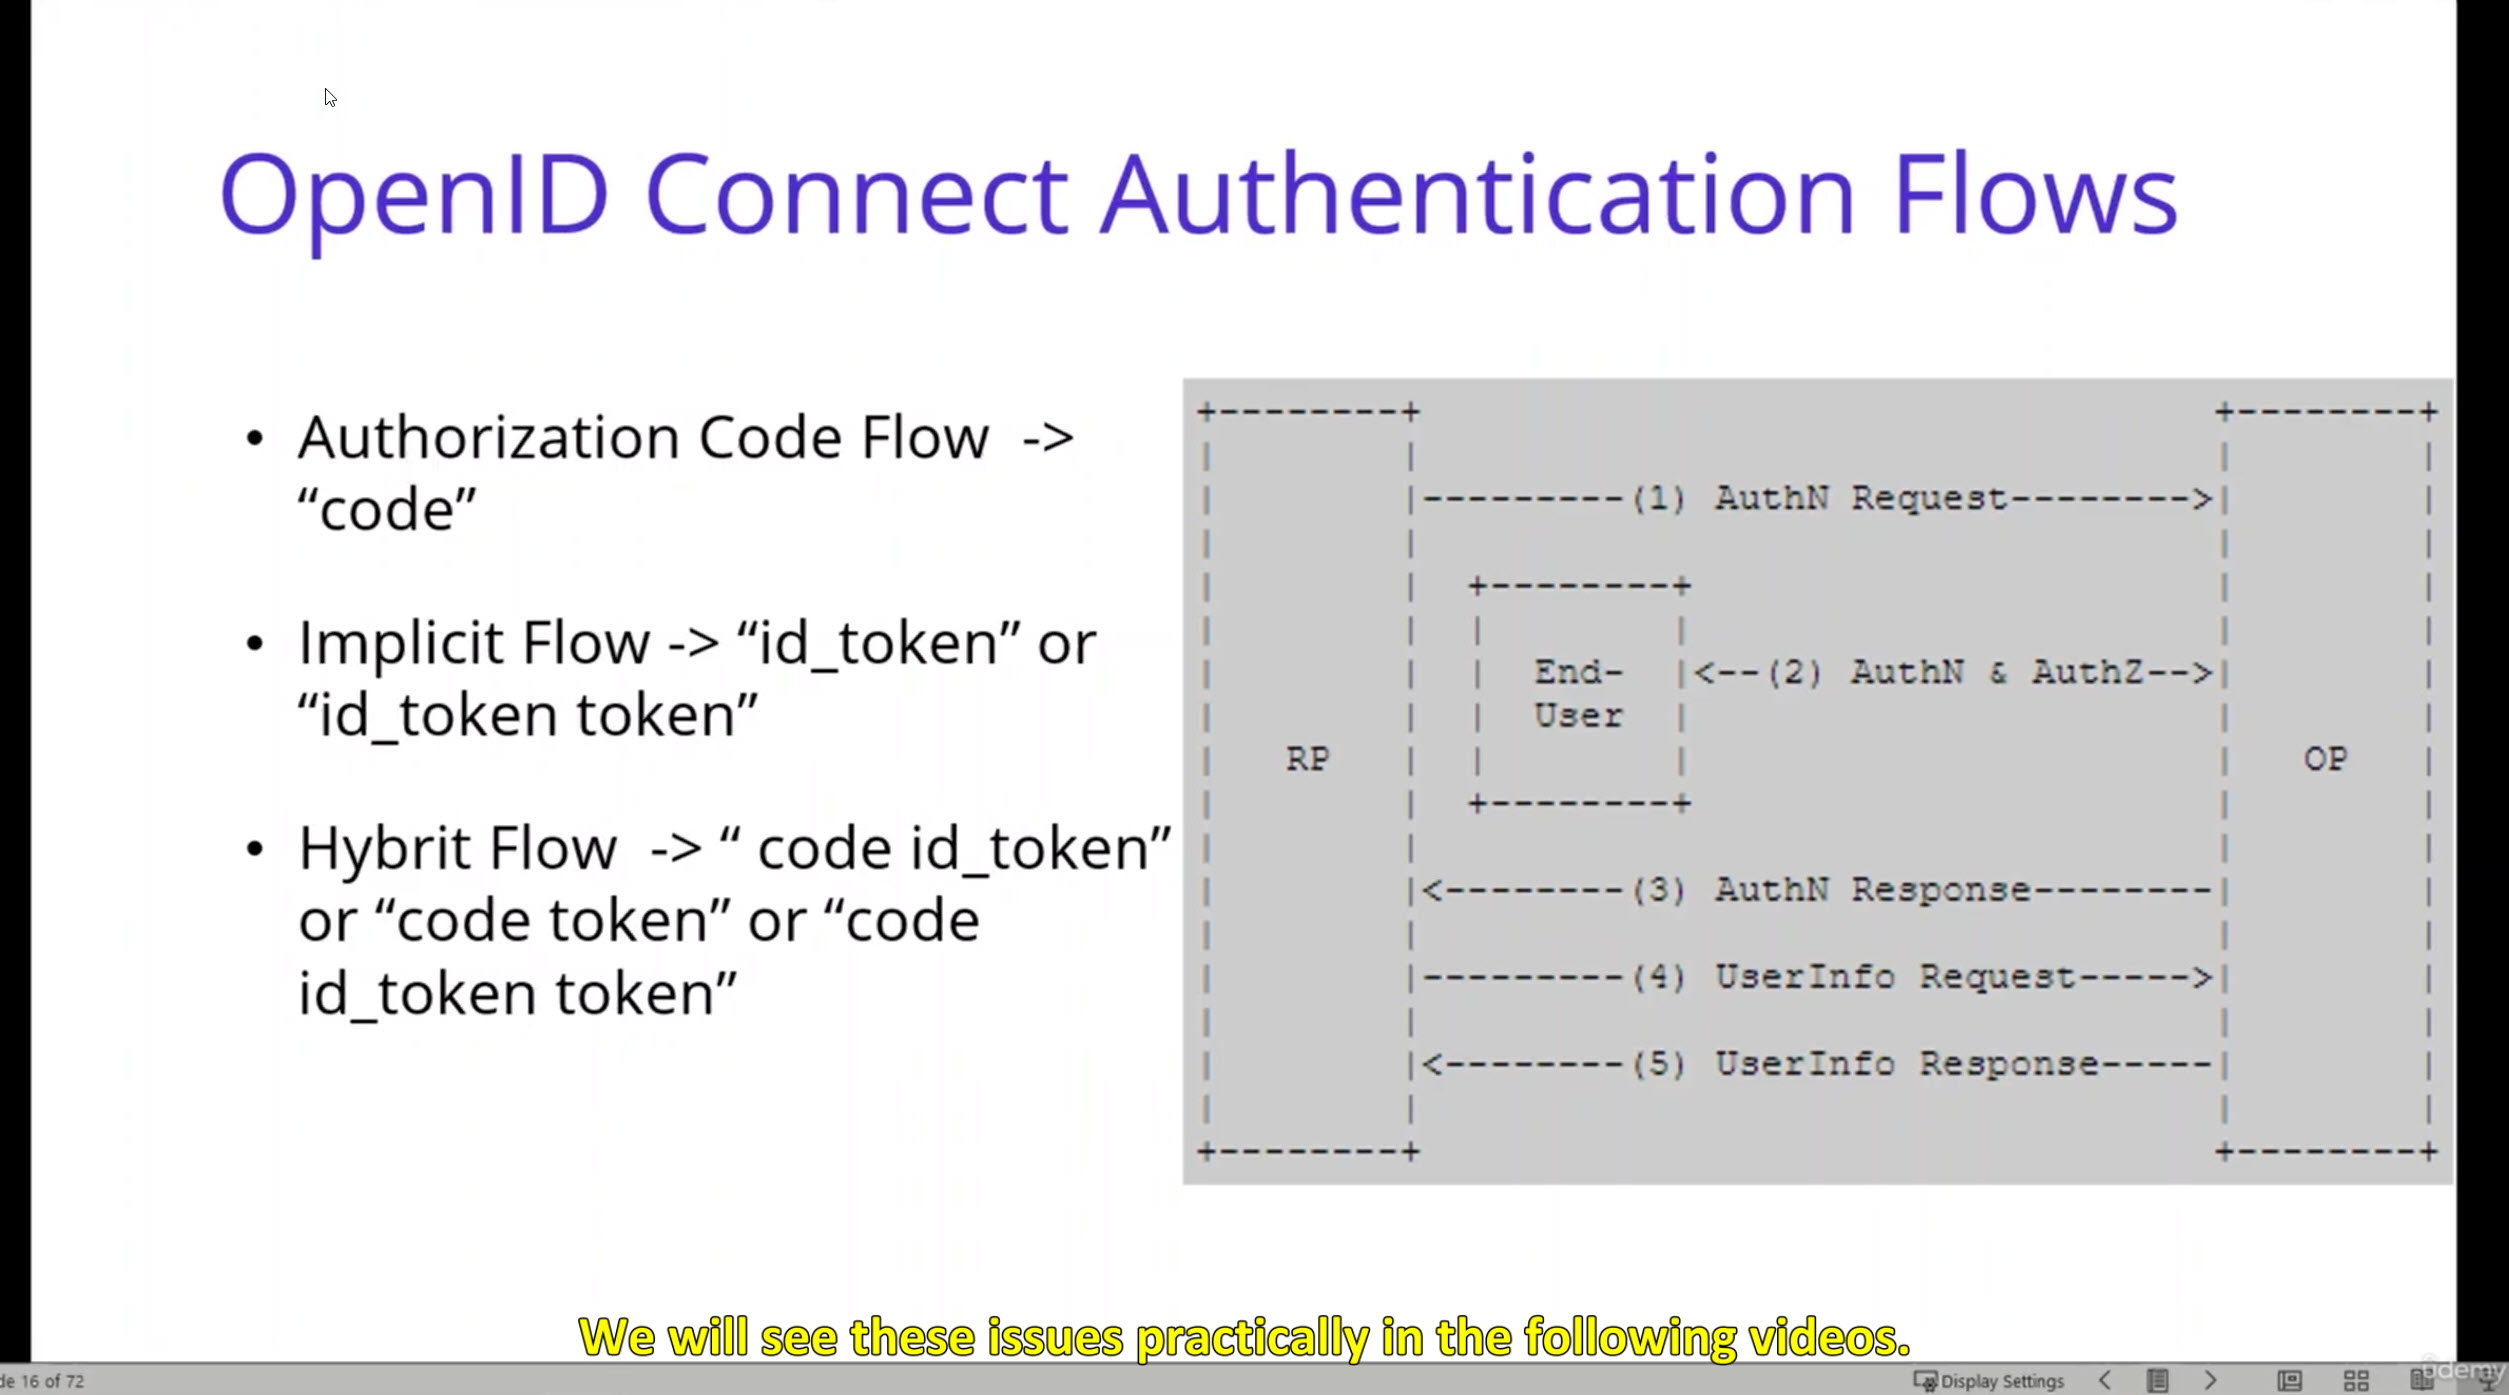 OpenID Connect Authentication Flows
• Authorization Code Flow ->
“code”
• Implicit Flow -> “id_token” or
“id_token token”
• Hybrit Flow -> “ code id_token”
or “code token” or “code
id_token token”
+--------+ +--------+
|---------(1) AuthN Request-------->|
+--------+
End- |<--(2) AuthN & AuthZ-->|
User
RP OP
+--------+
|<--------(3) AuthN Response--------|
|---------(4) UserInfo Request----->|
|<--------(5) UserInfo Response-----|
+--------+ +--------+
We will see these issues practically in the following videos.
de 16 of 72
Display Settings
ûdemy